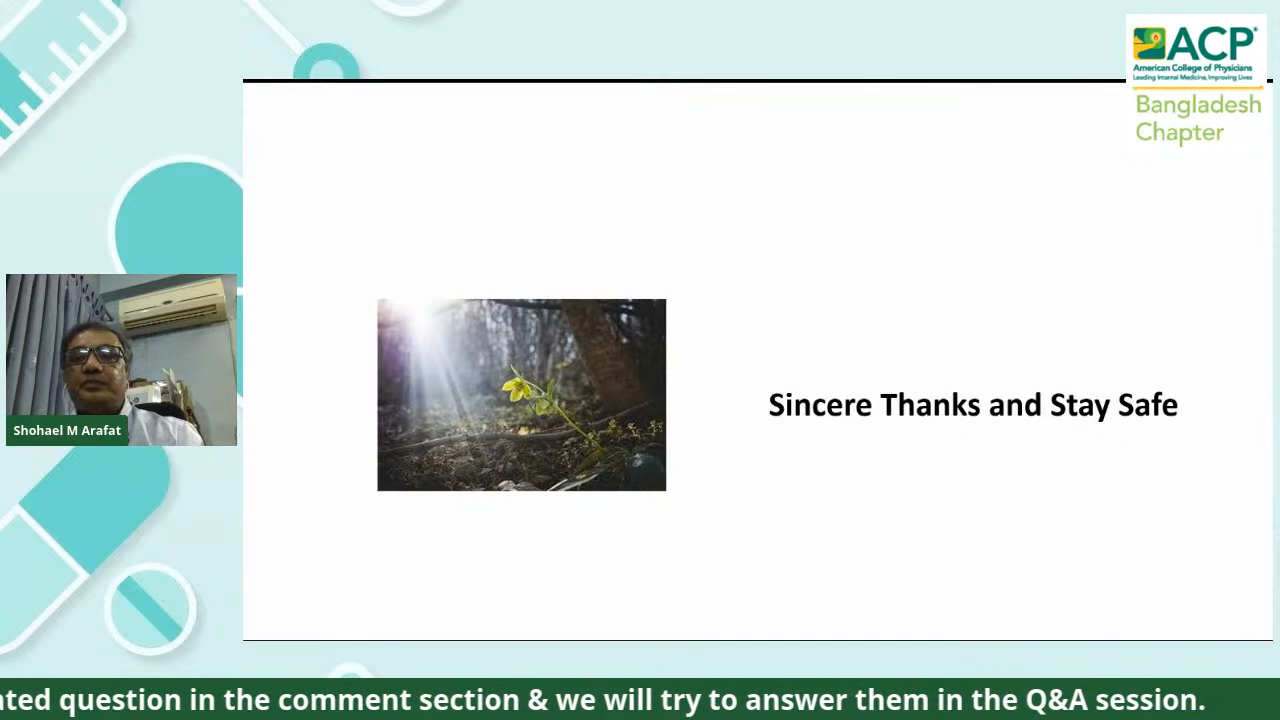 ACP®
American College of Physicians
Leading Internal Medicine, Improving Lives
Bangladesh
Chapter
Sincere Thanks and Stay Safe
Shohael M Arafat
question in the comment section & we will try to answer them in the Q&A session.